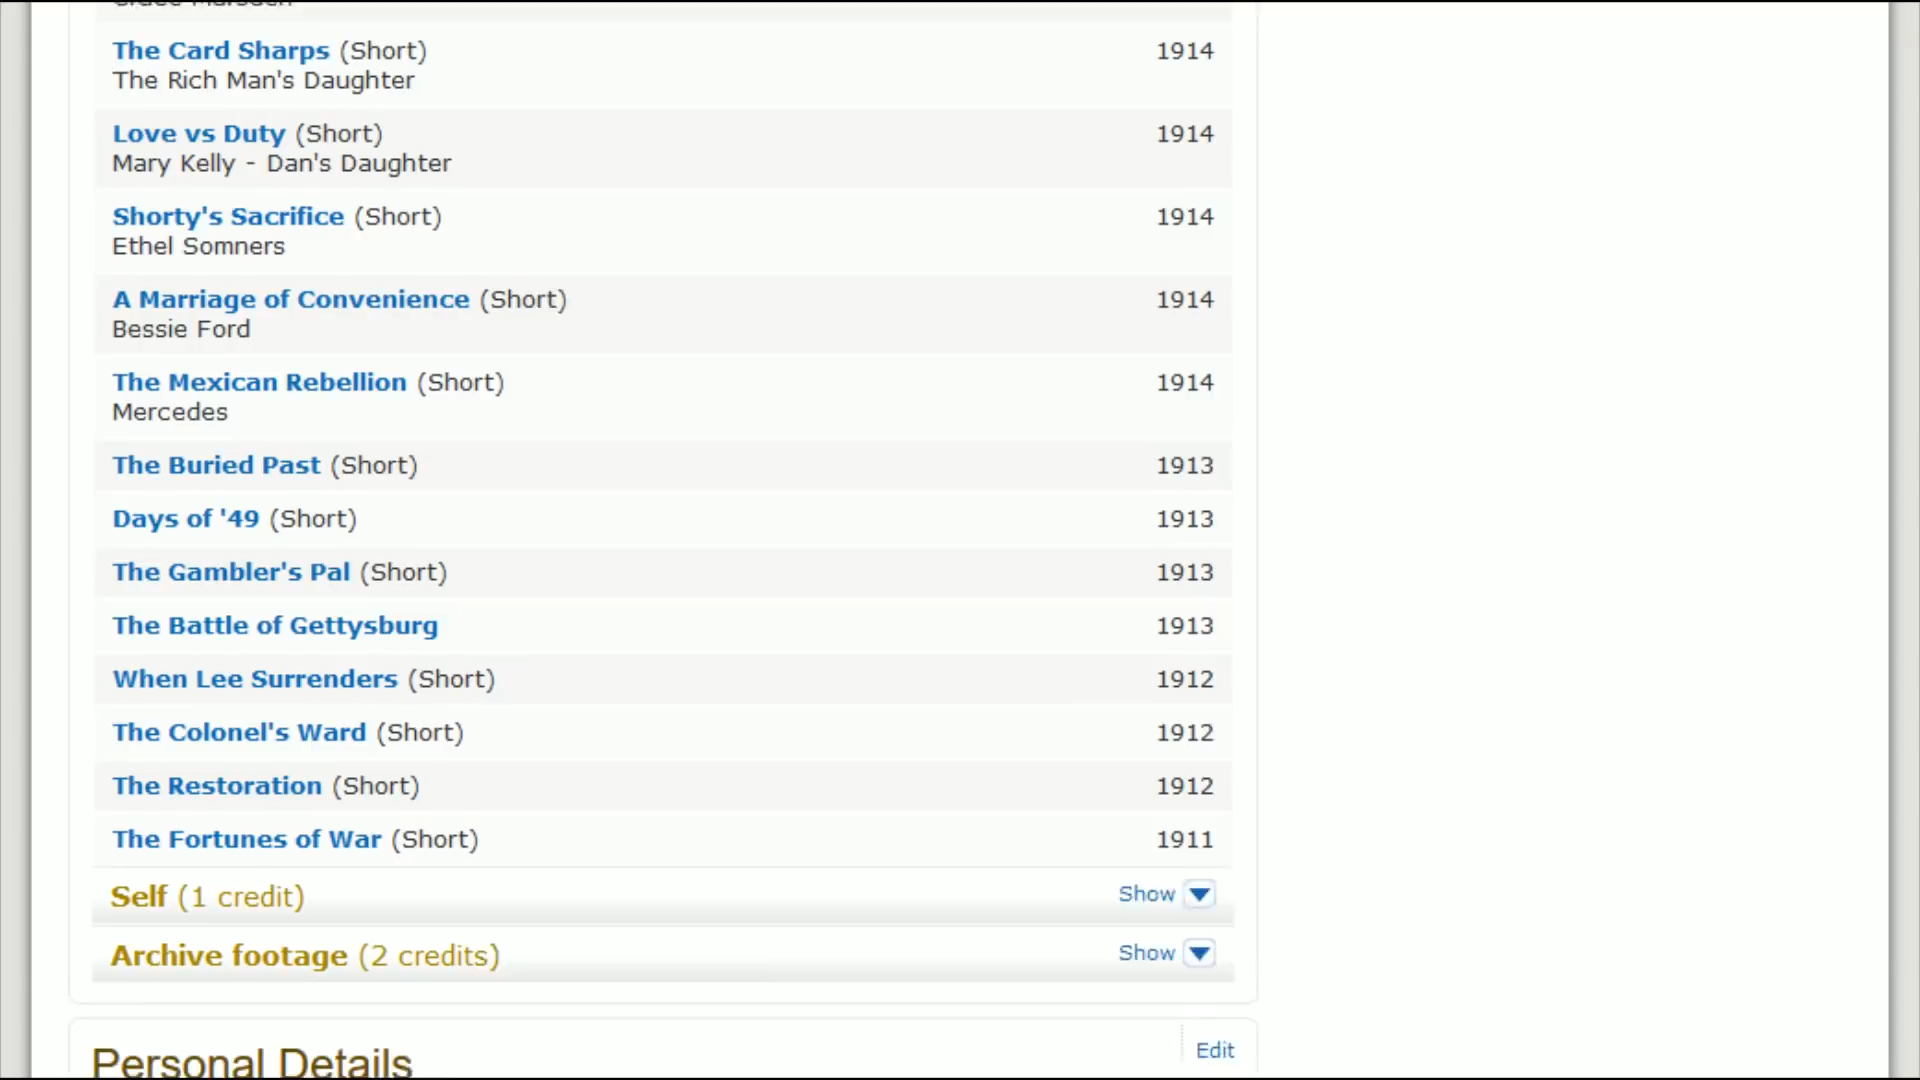 The Card Sharps (Short) 1914
The Rich Man's Daughter
Love vs Duty (Short) 1914
Mary Kelly - Dan's Daughter
Shorty's Sacrifice (Short) 1914
Ethel Somners
A Marriage of Convenience (Short) 1914
Bessie Ford
The Mexican Rebellion (Short) 1914
Mercedes
The Buried Past (Short) 1913
Days of '49 (Short) 1913
The Gambler's Pal (Short) 1913
The Battle of Gettysburg 1913
When Lee Surrenders (Short) 1912
The Colonel's Ward (Short) 1912
The Restoration (Short) 1912
The Fortunes of War (Short) 1911
Self (1 credit) Show
Archive footage (2 credits) Show
Personal Details Edit